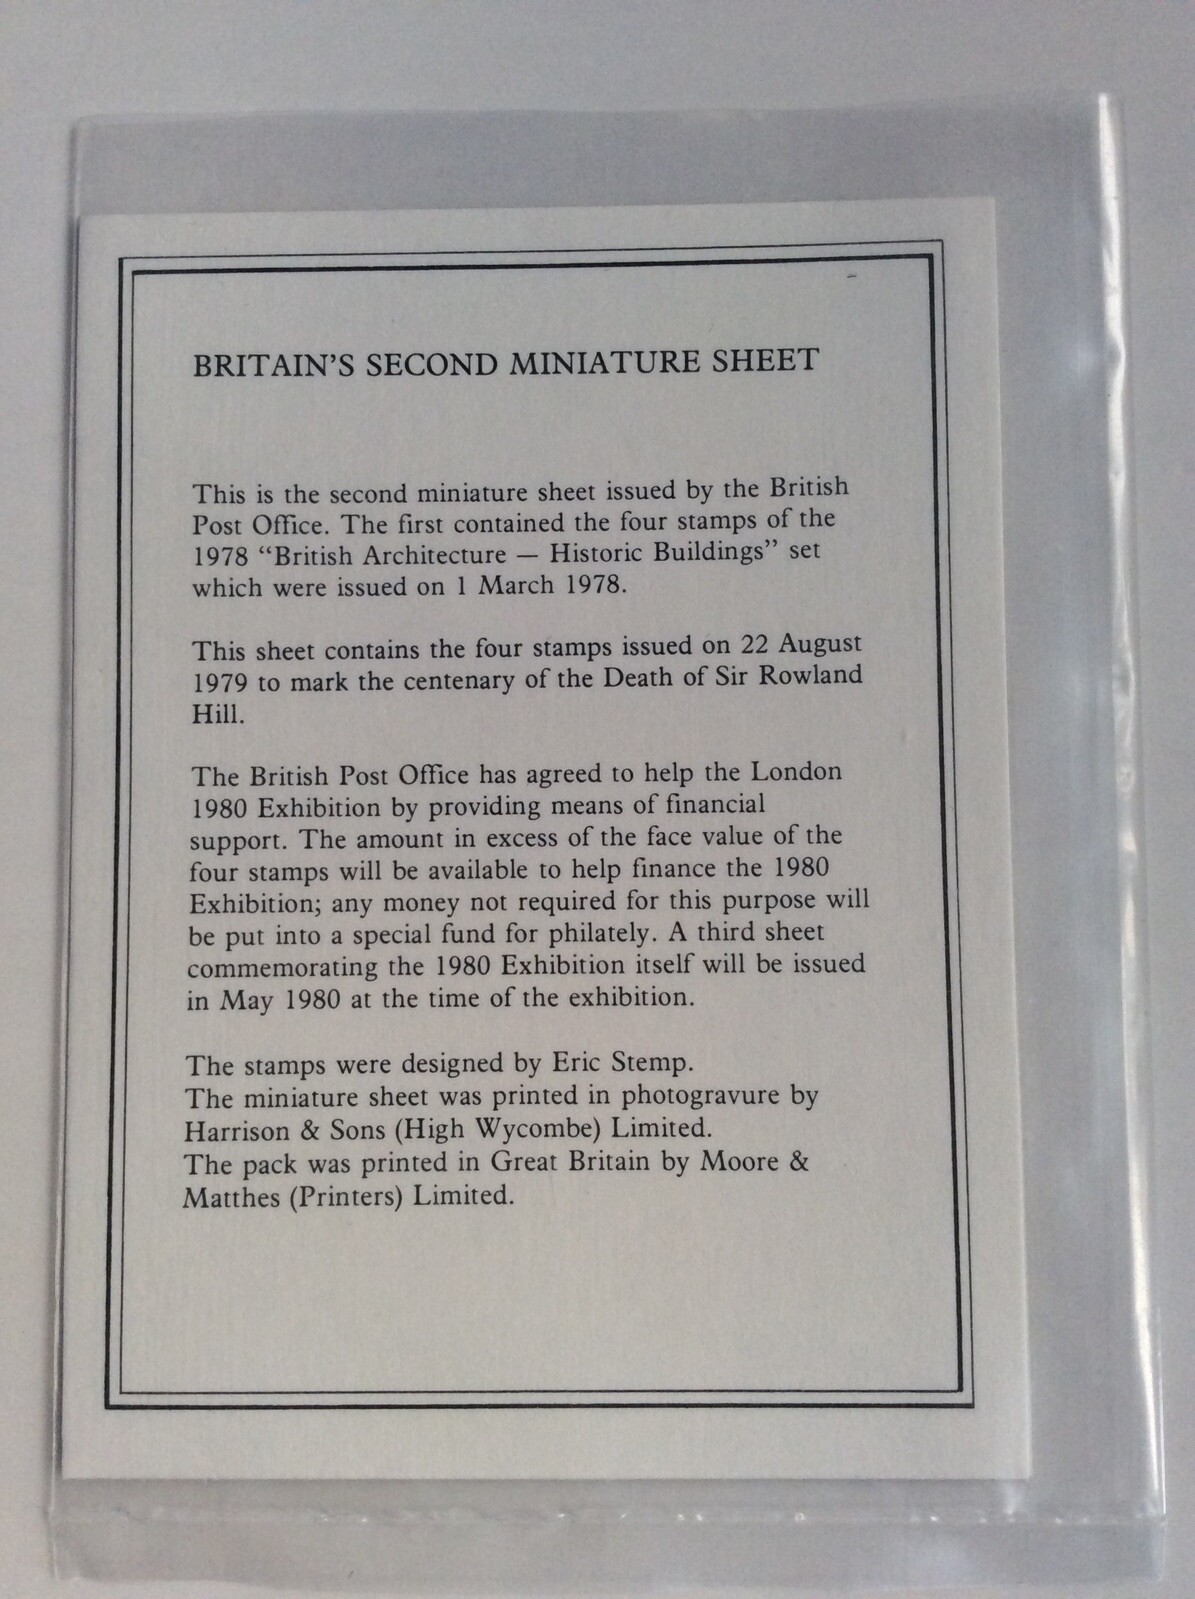 BRITAIN'S SECOND MINIATURE SHEET
This is the second miniature sheet issued by the British
Post Office. The first contained the four stamps of the
1978 “British Architecture — Historic Buildings” set
which were issued on 1 March 1978.
This sheet contains the four stamps issued on 22 August
1979 to mark the centenary of the Death of Sir Rowland
Hill.
The British Post Office has agreed to help the London
1980 Exhibition by providing means of financial
support. The amount in excess of the face value of the
four stamps will be available to help finance the 1980
Exhibition; any money not required for this purpose will
be put into a special fund for philately. A third sheet
commemorating the 1980 Exhibition itself will be issued
in May 1980 at the time of the exhibition.
The stamps were designed by Eric Stemp.
The miniature sheet was printed in photogravure by
Harrison & Sons (High Wycombe) Limited.
The pack was printed in Great Britain by Moore &
Matthes (Printers) Limited.